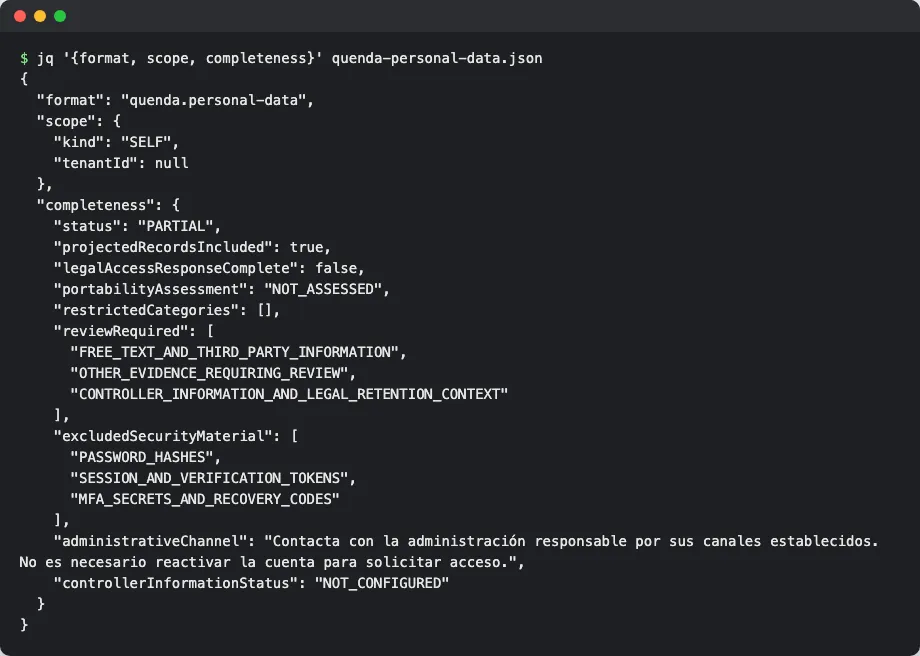 $ jq '{format, scope, completeness}' quenda-personal-data.json
{
  "format": "quenda.personal-data",
  "scope": {
    "kind": "SELF",
    "tenantId": null
  },
  "completeness": {
    "status": "PARTIAL",
    "projectedRecordsIncluded": true,
    "legalAccessResponseComplete": false,
    "portabilityAssessment": "NOT_ASSESSED",
    "restrictedCategories": [],
    "reviewRequired": [
      "FREE_TEXT_AND_THIRD_PARTY_INFORMATION",
      "OTHER_EVIDENCE_REQUIRING_REVIEW",
      "CONTROLLER_INFORMATION_AND_LEGAL_RETENTION_CONTEXT"
    ],
    "excludedSecurityMaterial": [
      "PASSWORD_HASHES",
      "SESSION_AND_VERIFICATION_TOKENS",
      "MFA_SECRETS_AND_RECOVERY_CODES"
    ],
    "administrativeChannel": "Contacta con la administración responsable por sus canales establecidos.
No es necesario reactivar la cuenta para solicitar acceso.",
    "controllerInformationStatus": "NOT_CONFIGURED"
  }
}